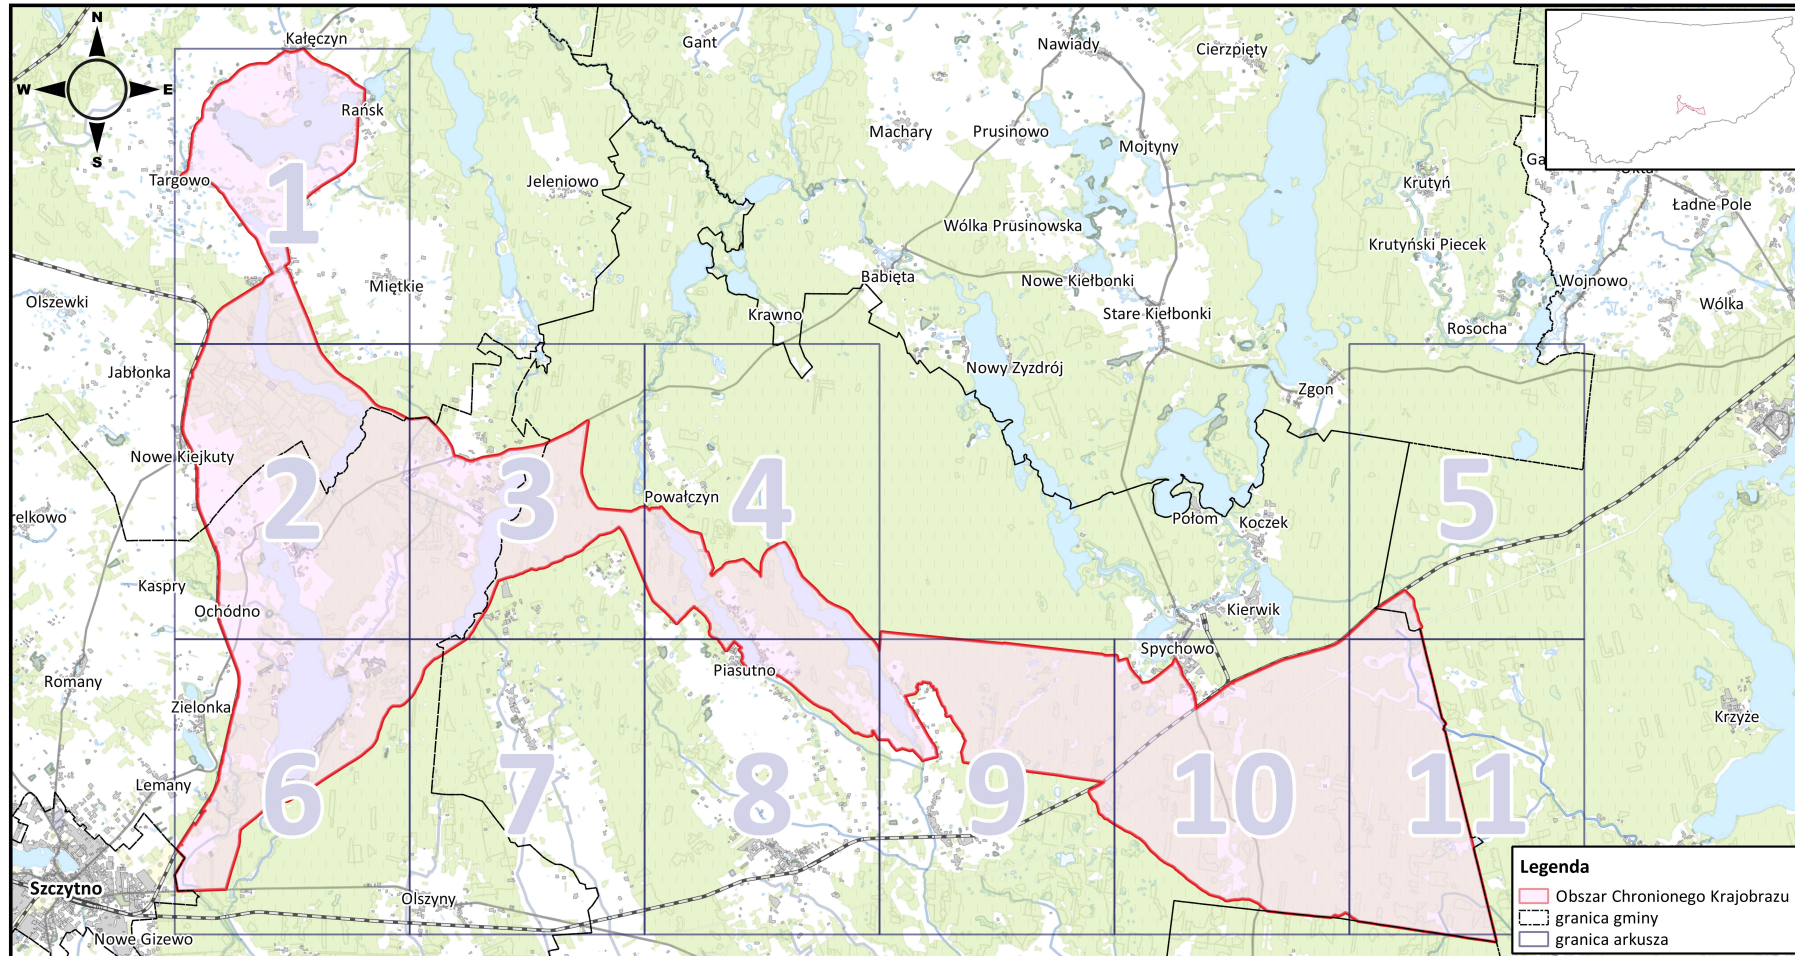 N
W
E
S
Kałęczyn
Rańsk
Targowo
1
Gant
Nawiady
Cierzpięty
Machary
Prusinowo
Mojtyny
Jeleniowo
Krutyń
Ładne Pole
Wólka Prusinowska
Krutyński Piecek
Miętkie
Babięta
Nowe Kiełbonki
Wojnowo
Olszewki
Krawno
Stare Kiełbonki
Rosocha
Wólka
Jabłonka
Nowy Zyzdrój
Zgon
Nowe Kiejkuty
2
3
Powałczyn
4
5
relkowo
Połom
Koczek
Kaspry
Ochódno
Kierwik
Spychowo
Romany
Piasutno
Zielonka
Krzyże
Lemany
6
7
8
9
10
11
Szczytno
Olszyny
Nowe Gizewo
Legenda
Obszar Chronionego Krajobrazu
granica gminy
granica arkusza